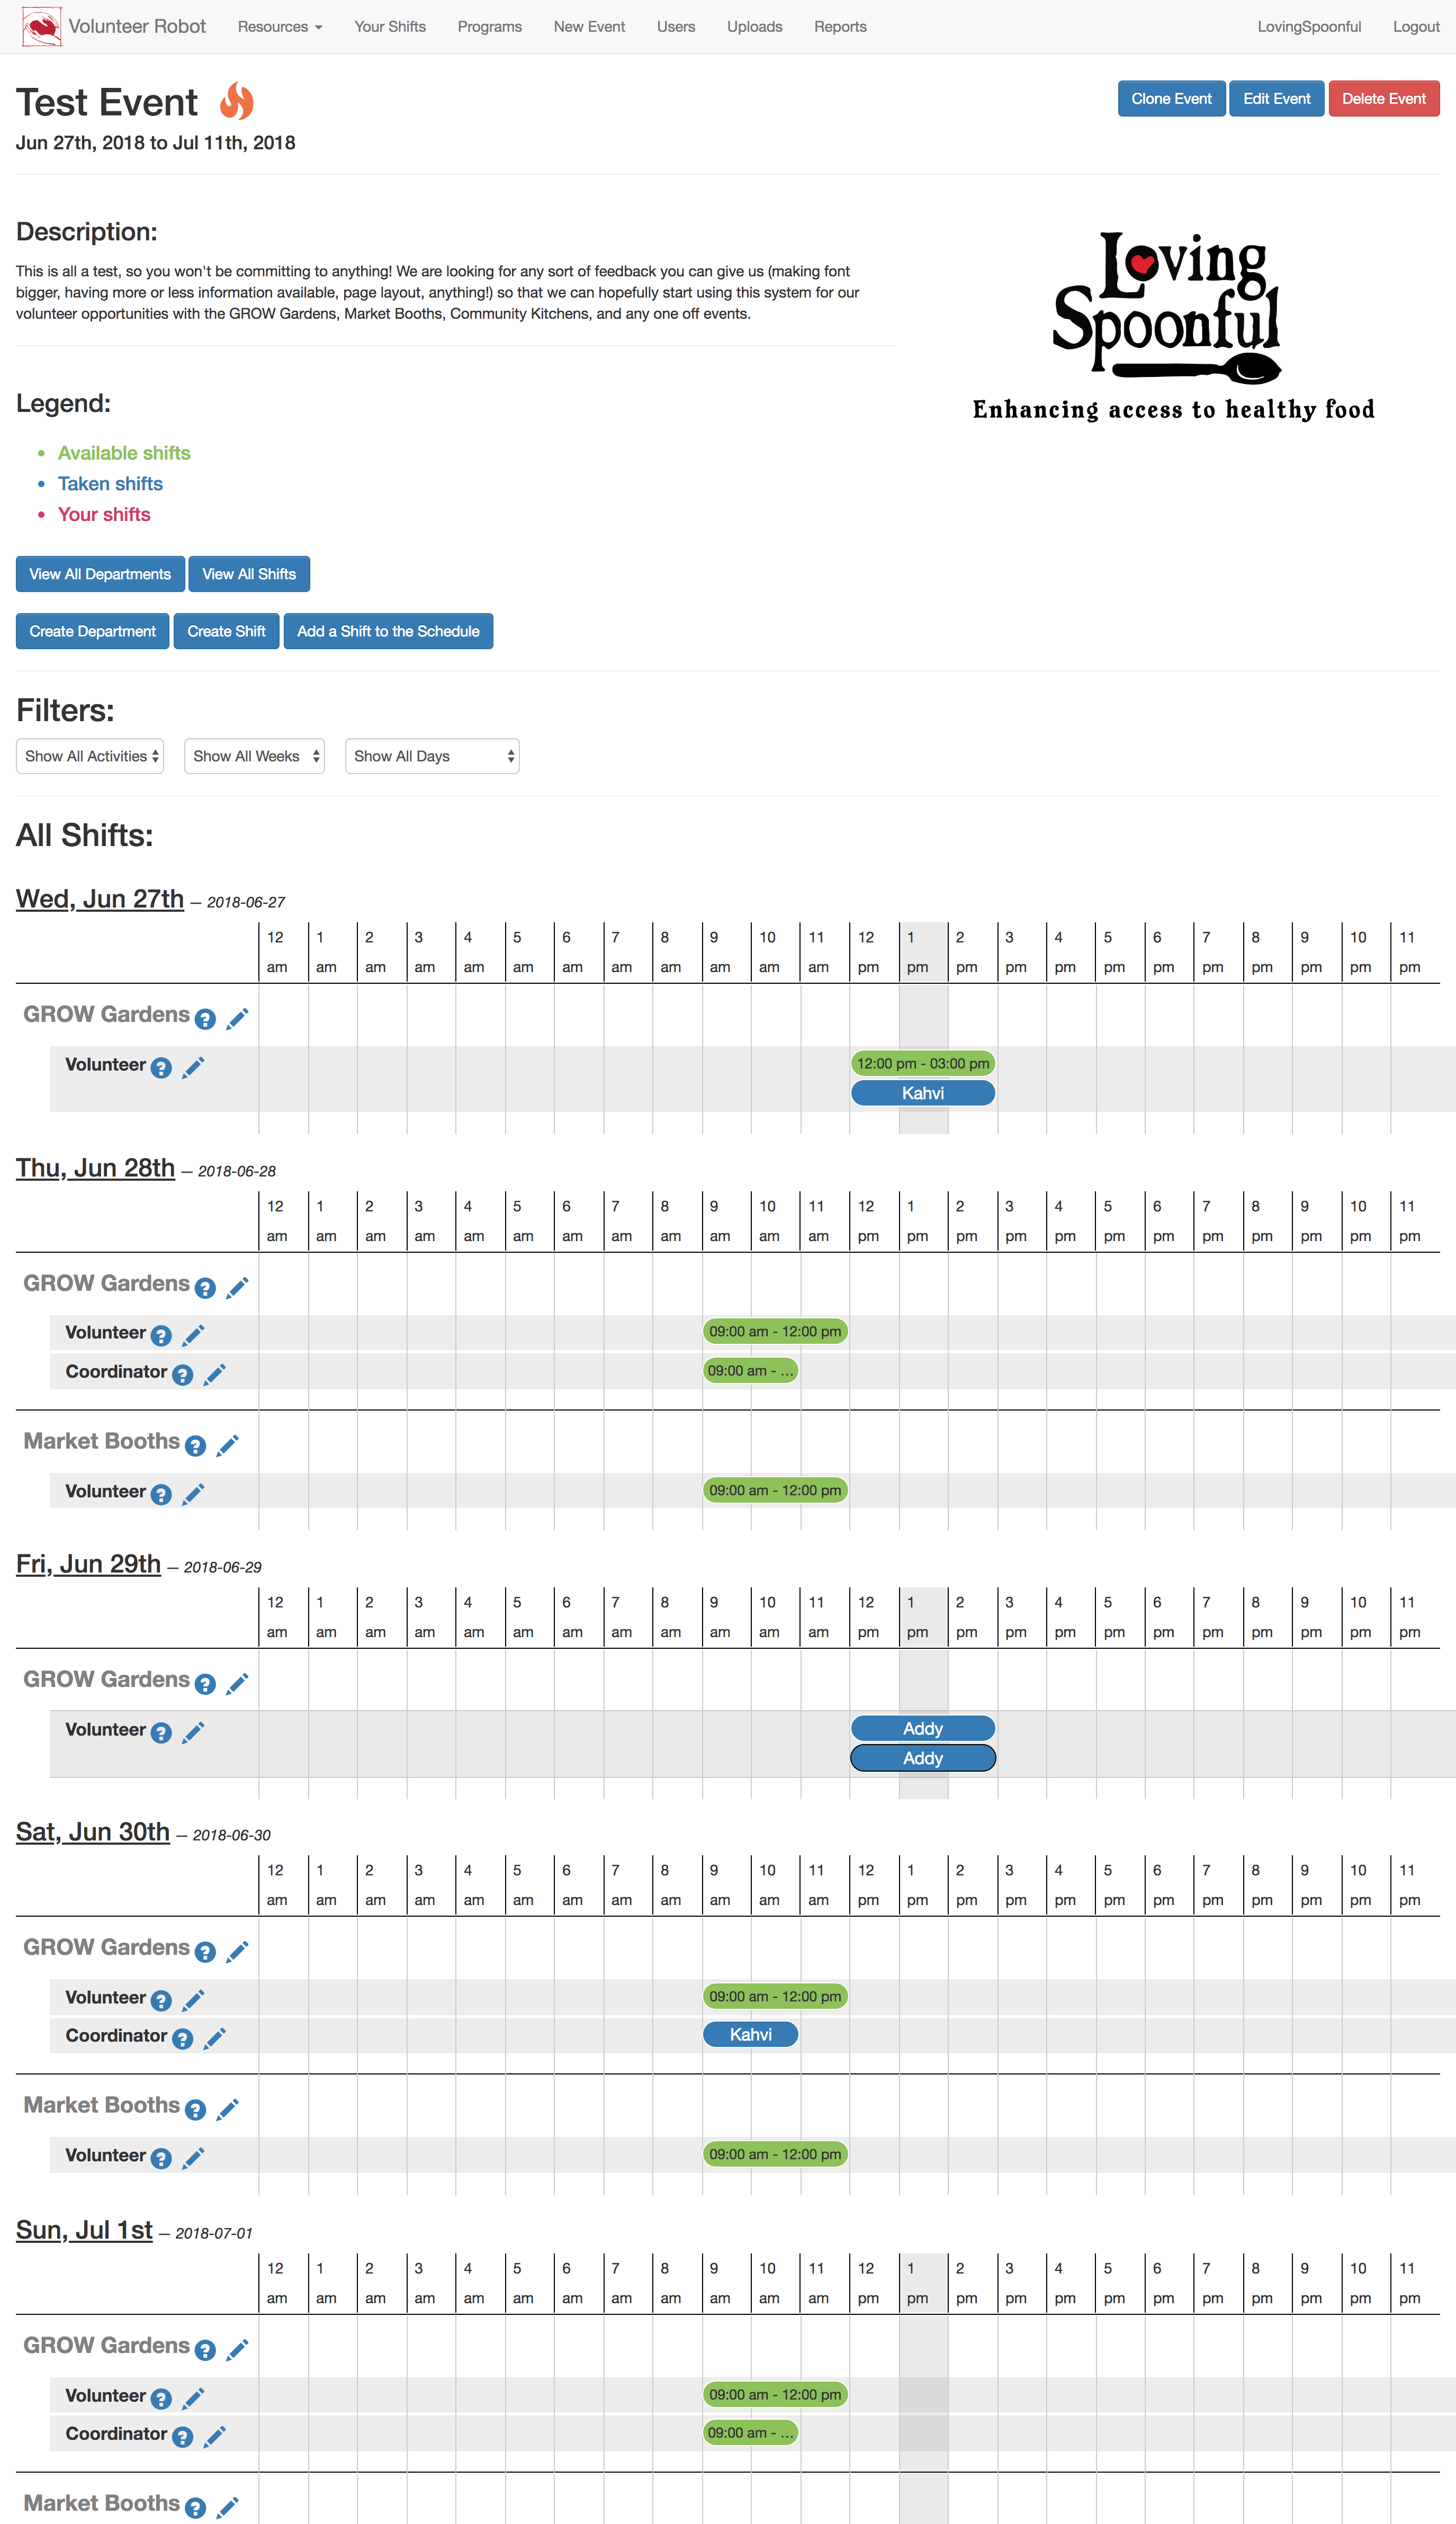 Volunteer Robot Resources Your Shifts Programs New Event Users Uploads Reports LovingSpoonful Logout
Test Event
Clone Event Edit Event Delete Event
Jun 27th, 2018 to Jul 11th, 2018
Description:
This is all a test, so you won't be committing to anything! We are looking for any sort of feedback you can give us (making font
bigger, having more or less information available, page layout, anything!) so that we can hopefully start using this system for our
volunteer opportunities with the GROW Gardens, Market Booths, Community Kitchens, and any one off events.
Loving
Spoonful
Enhancing access to healthy food
Legend:
• Available shifts
• Taken shifts
• Your shifts
View All Departments View All Shifts
Create Department Create Shift Add a Shift to the Schedule
Filters:
Show All Activities Show All Weeks Show All Days
All Shifts:
Wed, Jun 27th — 2018-06-27
12 1 2 3 4 5 6 7 8 9 10 11 12 1 2 3 4 5 6 7 8 9 10 11
am am am am am am am am am am am am pm pm pm pm pm pm pm pm pm pm pm pm
GROW Gardens ?
Volunteer ? 12:00 pm - 03:00 pm
Kahvi
Thu, Jun 28th — 2018-06-28
12 1 2 3 4 5 6 7 8 9 10 11 12 1 2 3 4 5 6 7 8 9 10 11
am am am am am am am am am am am am pm pm pm pm pm pm pm pm pm pm pm pm
GROW Gardens ?
Volunteer ? 09:00 am - 12:00 pm
Coordinator ? 09:00 am - ...
Market Booths ?
Volunteer ? 09:00 am - 12:00 pm
Fri, Jun 29th — 2018-06-29
12 1 2 3 4 5 6 7 8 9 10 11 12 1 2 3 4 5 6 7 8 9 10 11
am am am am am am am am am am am am pm pm pm pm pm pm pm pm pm pm pm pm
GROW Gardens ?
Volunteer ? Addy
Addy
Sat, Jun 30th — 2018-06-30
12 1 2 3 4 5 6 7 8 9 10 11 12 1 2 3 4 5 6 7 8 9 10 11
am am am am am am am am am am am am pm pm pm pm pm pm pm pm pm pm pm pm
GROW Gardens ?
Volunteer ? 09:00 am - 12:00 pm
Coordinator ? Kahvi
Market Booths ?
Volunteer ? 09:00 am - 12:00 pm
Sun, Jul 1st — 2018-07-01
12 1 2 3 4 5 6 7 8 9 10 11 12 1 2 3 4 5 6 7 8 9 10 11
am am am am am am am am am am am am pm pm pm pm pm pm pm pm pm pm pm pm
GROW Gardens ?
Volunteer ? 09:00 am - 12:00 pm
Coordinator ? 09:00 am - ...
Market Booths ?